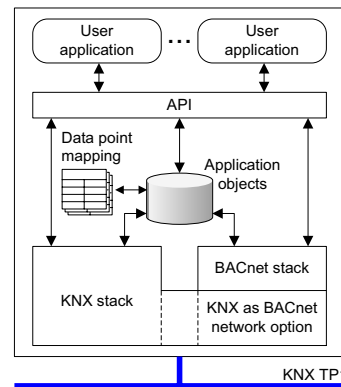 User
application
...
User
application
API
Data point
mapping
Application
objects
KNX stack
BACnet stack
KNX as BACnet
network option
KNX TP1